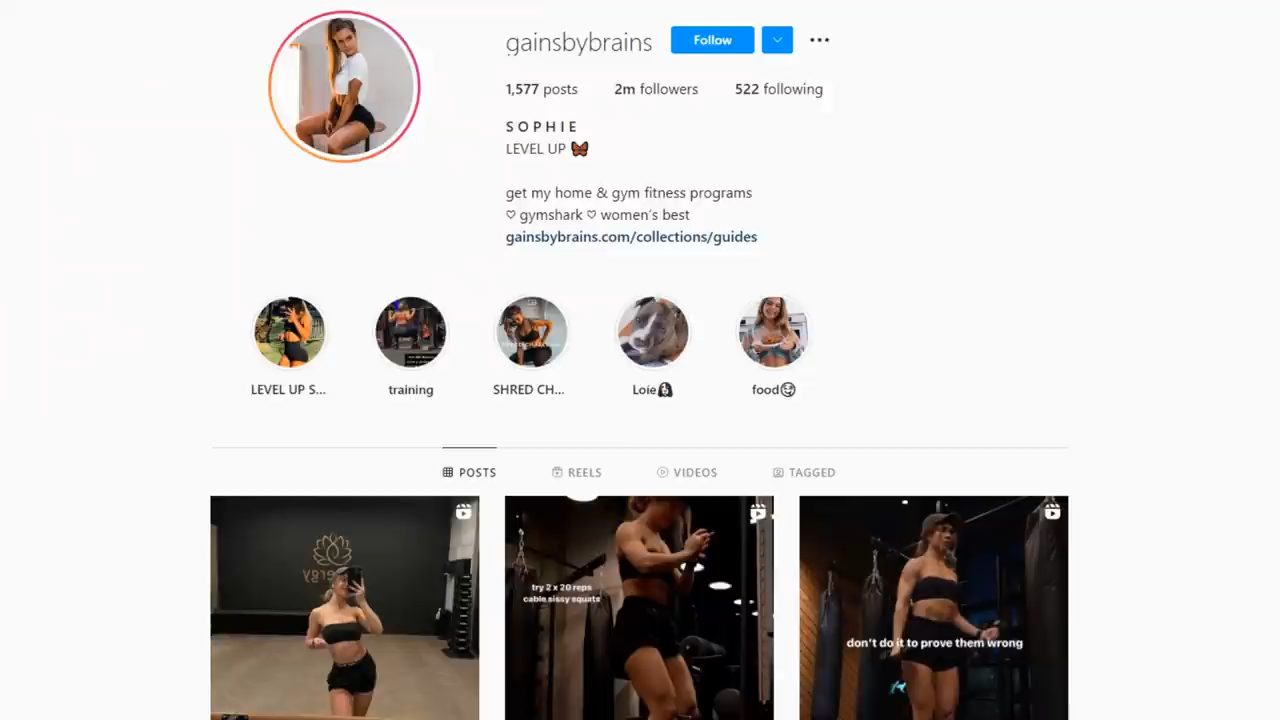 gainsbybrains
Follow
1,577 posts 2m followers 522 following
S O P H I E
LEVEL UP 🦋
get my home & gym fitness programs
♡ gymshark ♡ women's best
gainsbybrains.com/collections/guides
LEVEL UP S... training SHRED CH... Loíe food
POSTS REELS VIDEOS TAGGED
try 2 x 20 reps
cable sissy squats
don't do it to prove them wrong